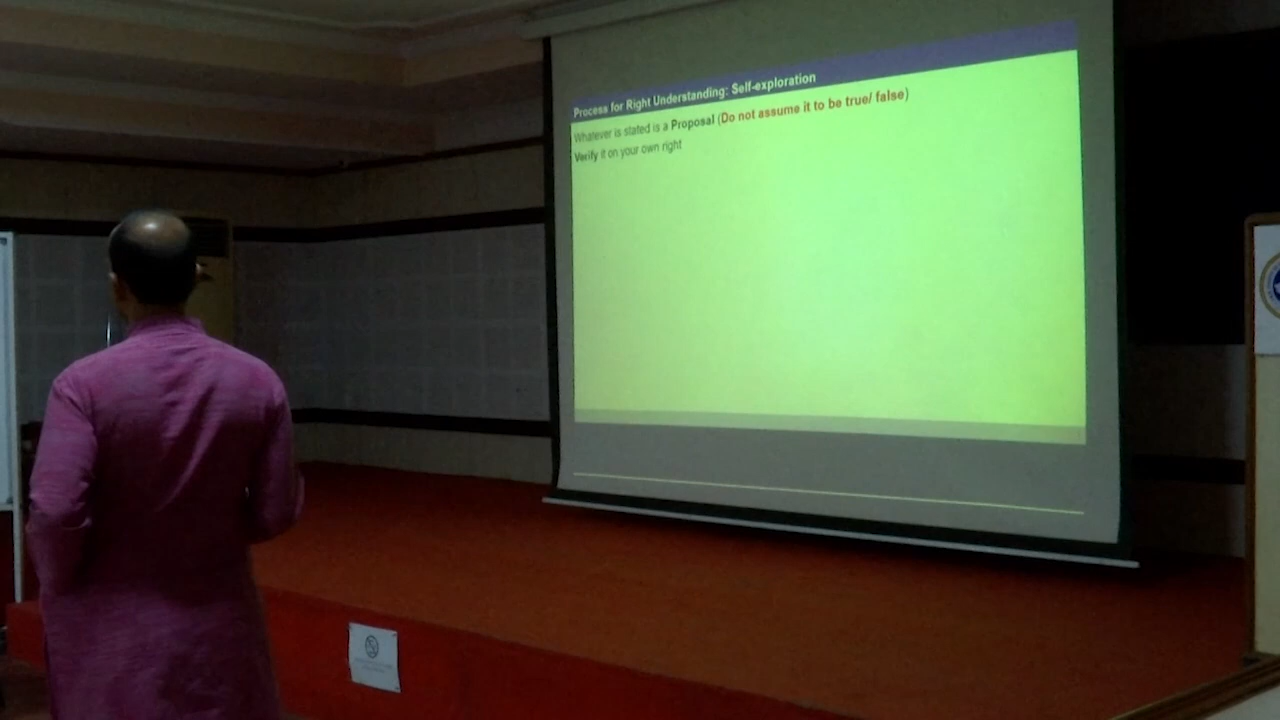 Process for Right Understanding: Self-exploration
Whatever is stated is a Proposal (Do not assume it to be true/ false)
Verify it on your own right